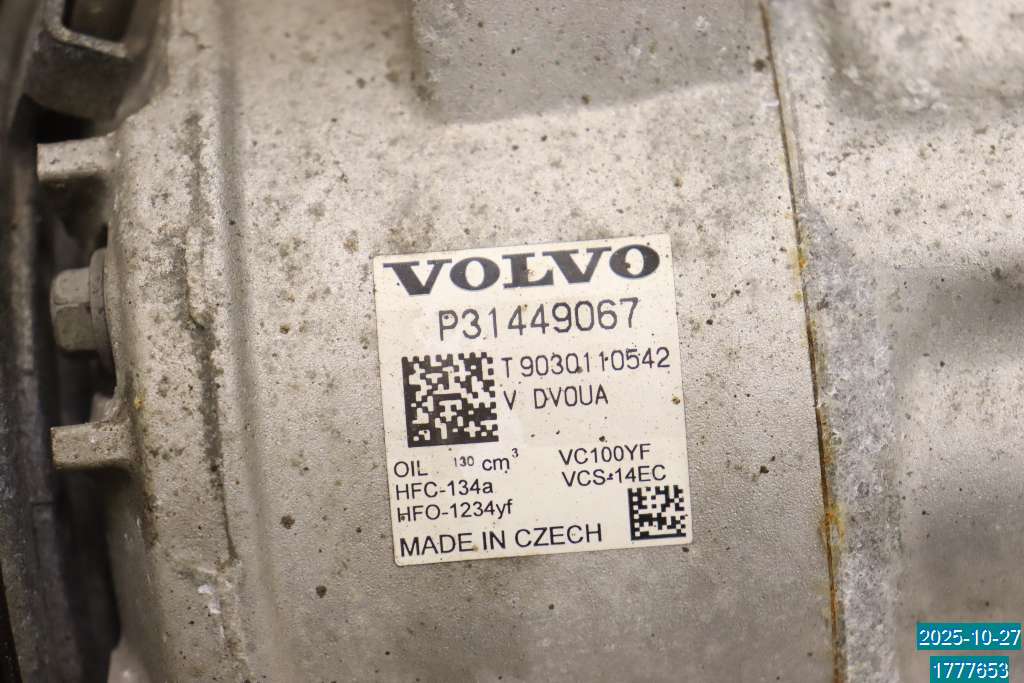 VOLVO
P31449067
T 9030110542
V DV0UA
OIL 130 cm³ VC100YF
HFC-134a VCS-14EC
HFO-1234yf
MADE IN CZECH
2025-10-27
1777653